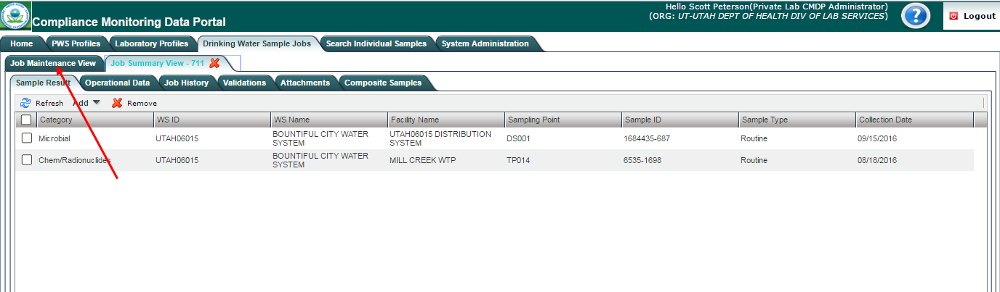 Hello Scott Peterson(Private Lab CMDP Administrator)
(ORG: UT-UTAH DEPT OF HEALTH DIV OF LAB SERVICES)
? Logout
Compliance Monitoring Data Portal
Home PWS Profiles Laboratory Profiles Drinking Water Sample Jobs Search Individual Samples System Administration
Job Maintenance View Job Summary View - 711
Sample Result Operational Data Job History Validations Attachments Composite Samples
Refresh Add Remove
Category WS ID WS Name Facility Name Sampling Point Sample ID Sample Type Collection Date
Microbial UTAH06015 BOUNTIFUL CITY WATER SYSTEM UTAH06015 DISTRIBUTION SYSTEM DS001 1684435-687 Routine 09/15/2016
Chem/Radionuclides UTAH06015 BOUNTIFUL CITY WATER SYSTEM MILL CREEK WTP TP014 6535-1698 Routine 08/18/2016